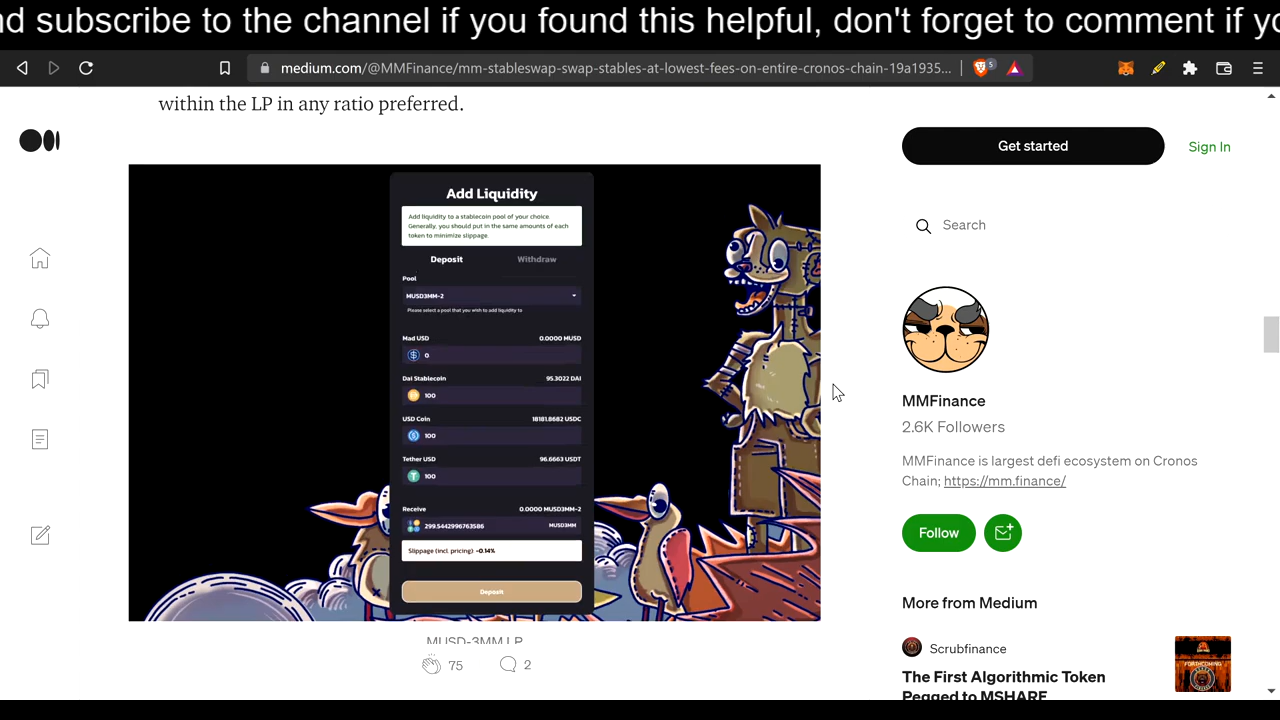 nd subscribe to the channel if you found this helpful, don't forget to comment if yo
medium.com/@MMFinance/mm-stableswap-swap-stables-at-lowest-fees-on-entire-cronos-chain-19a1935...
5
within the LP in any ratio preferred.
Get started
Sign In
Search
Add Liquidity
Add liquidity to a stablecoin pool of your choice.
Generally, you should put in the same amounts of each
token to minimize slippage.
Deposit
Withdraw
Pool
MUSD3MM-2
Please select a pool that you wish to add liquidity to
Mad USD
0.0000 MUSD
0
Dai Stablecoin
95.3022 DAI
100
USD Coin
18181.8682 USDC
100
Tether USD
96.6663 USDT
100
Receive
0.0000 MUSD3MM-2
299.5442996763586
MUSD3MM
Slippage (incl. pricing): -0.14%
Deposit
MUSD-3MM LP
75
2
MMFinance
2.6K Followers
MMFinance is largest defi ecosystem on Cronos
Chain; https://mm.finance/
Follow
More from Medium
Scrubfinance
The First Algorithmic Token
Pegged to MSHARE